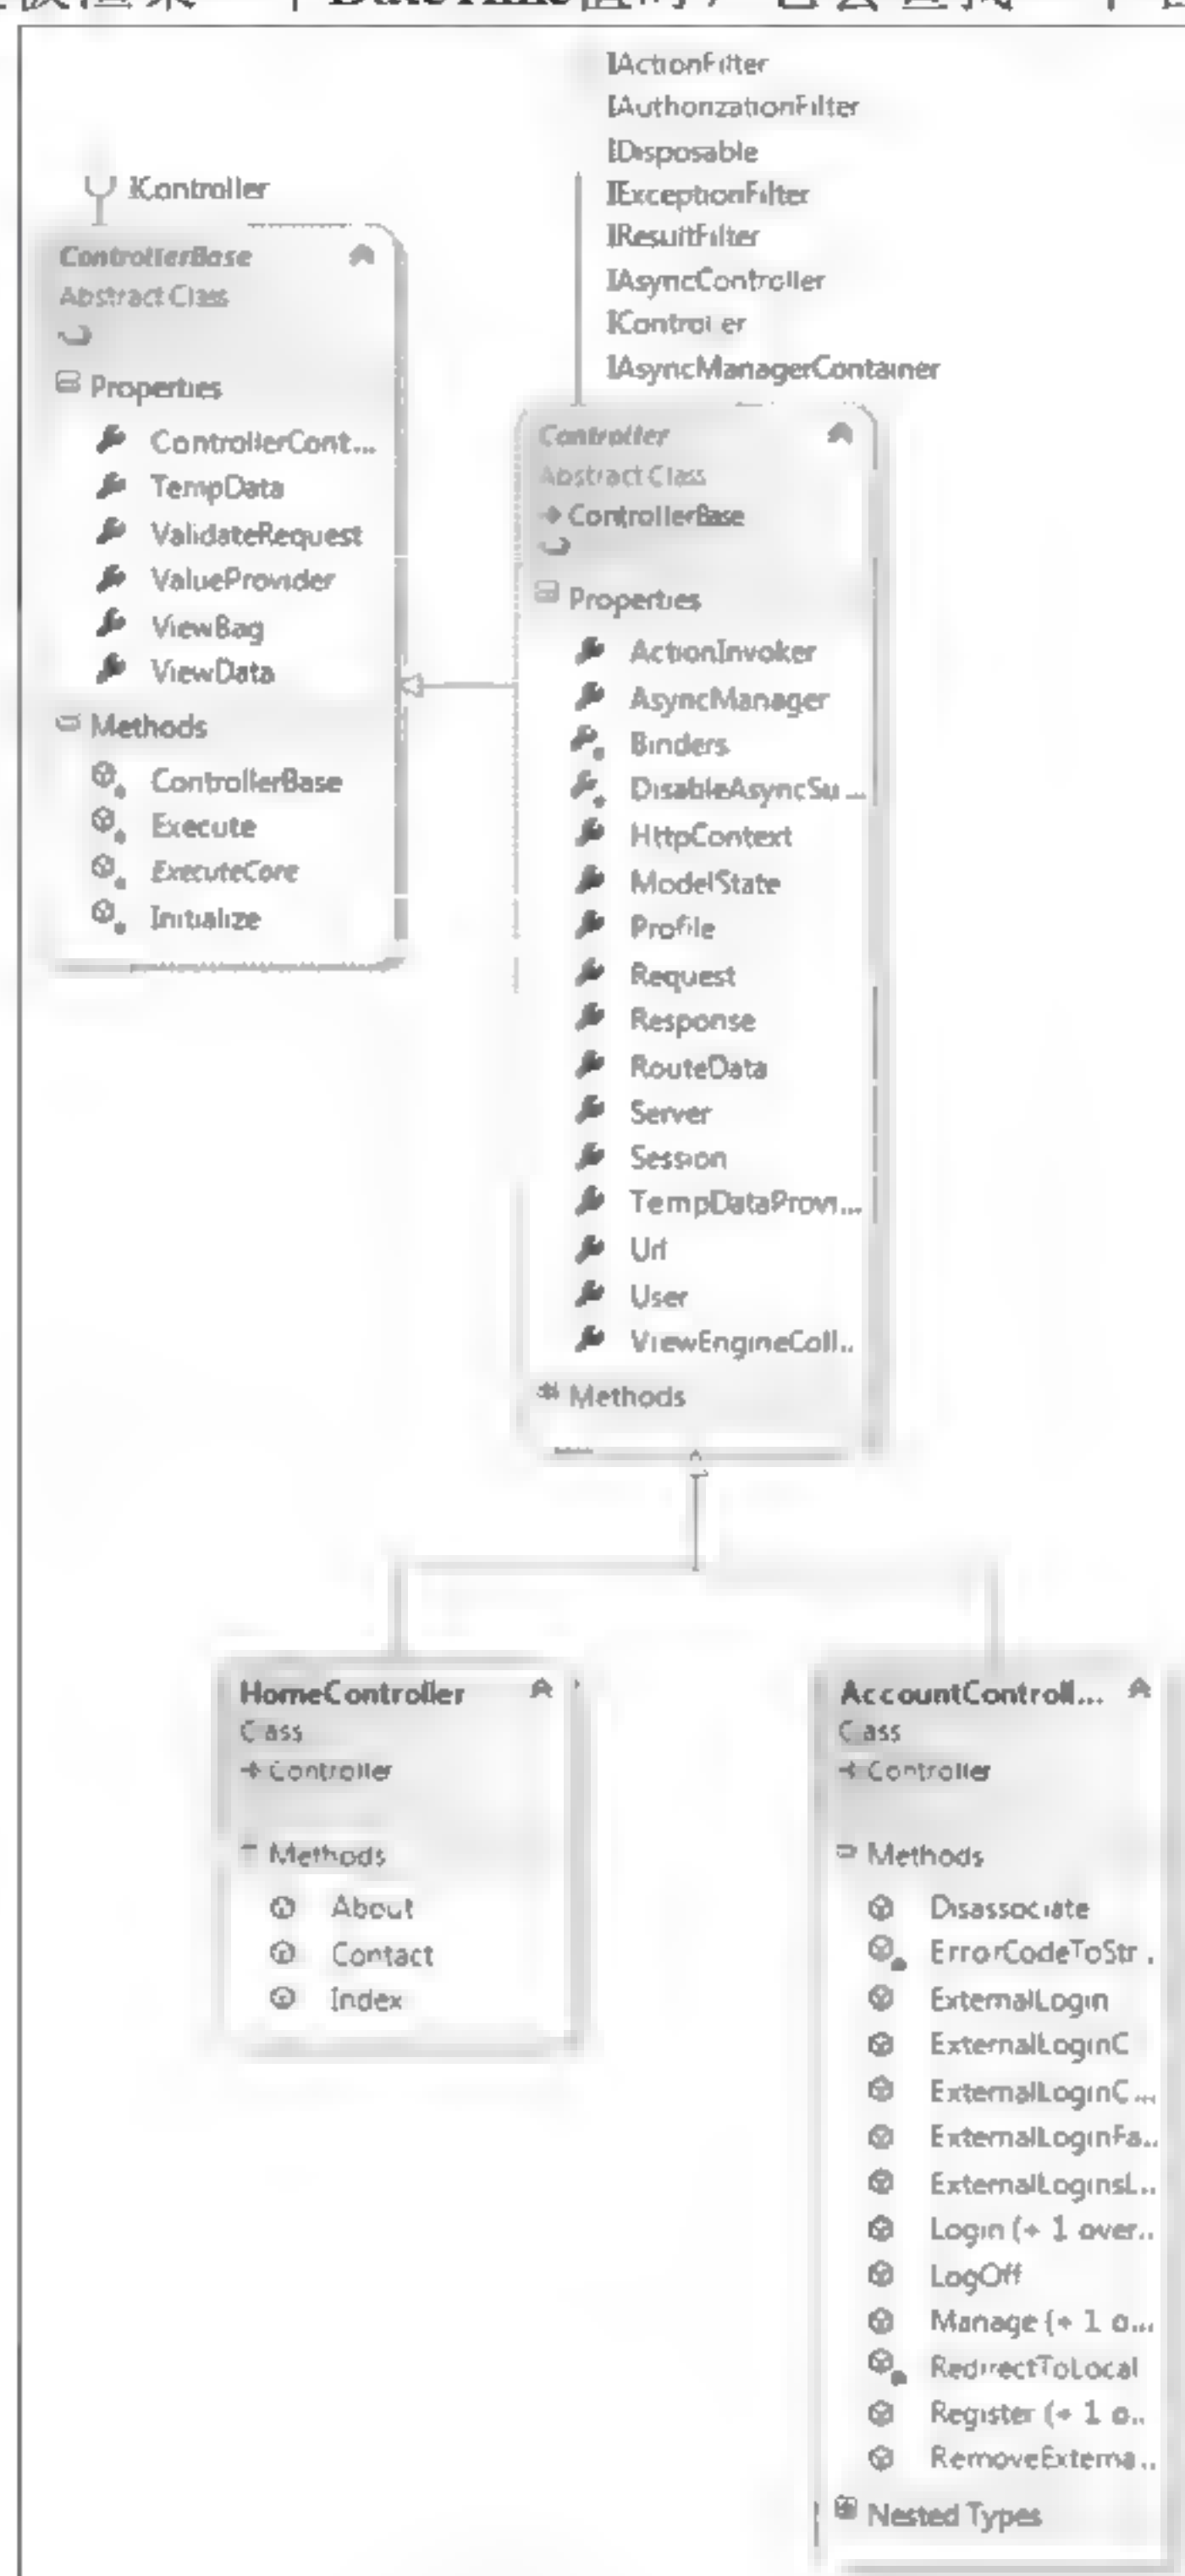 DateTime
IController
ControllerBase
Abstract Class
Properties
ControllerCont...
TempData
ValidateRequest
ValueProvider
ViewBag
ViewData
Methods
ControllerBase
Execute
ExecuteCore
Initialize
IActionFilter
IAuthorizationFilter
IDisposable
IExceptionFilter
IResultFilter
IAsyncController
IController
IAsyncManagerContainer
Controller
Abstract Class
ControllerBase
Properties
ActionInvoker
AsyncManager
Binders
DisableAsyncSu...
HttpContext
ModelState
Profile
Request
Response
RouteData
Server
Session
TempDataProvi...
Url
User
ViewEngineColl..
Methods
HomeController
Class
Controller
Methods
About
Contact
Index
AccountControll...
Class
Controller
Methods
Disassociate
ErrorCodeToStr.
ExternalLogin
ExternalLoginC
ExternalLoginC...
ExternalLoginFa..
ExternalLoginsL..
Login (+ 1 over..
LogOff
Manage (+ 1 o...
RedirectToLocal
Register (+ 1 o..
RemoveExterna..
Nested Types